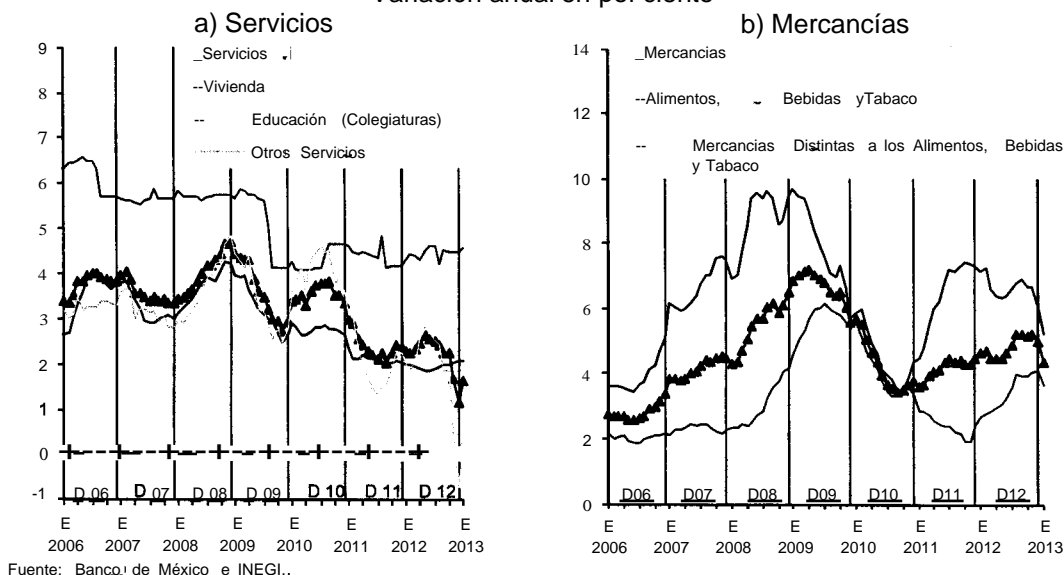 Variación anual en por ciento
a) Servicios
9
8
7
6
5
4
3
2
1
0
-1
_Servicios
--Vivienda
-- Educación (Colegiaturas)
Otros Servicios
D 06 D 07 D 08 D 09 D 10 D 11 D 12
E E E E E E E E
2006 2007 2008 2009 2010 2011 2012 2013
b) Mercancías
14
12
10
8
6
4
2
0
_Mercancias
--Alimentos, Bebidas yTabaco
-- Mercancias Distintas a los Alimentos, Bebidas
y Tabaco
D06 D07 D08 D09 D10 D11 D12
E E E E E E E E
2006 2007 2008 2009 2010 2011 2012 2013
Fuente: Banco de México e INEGI..